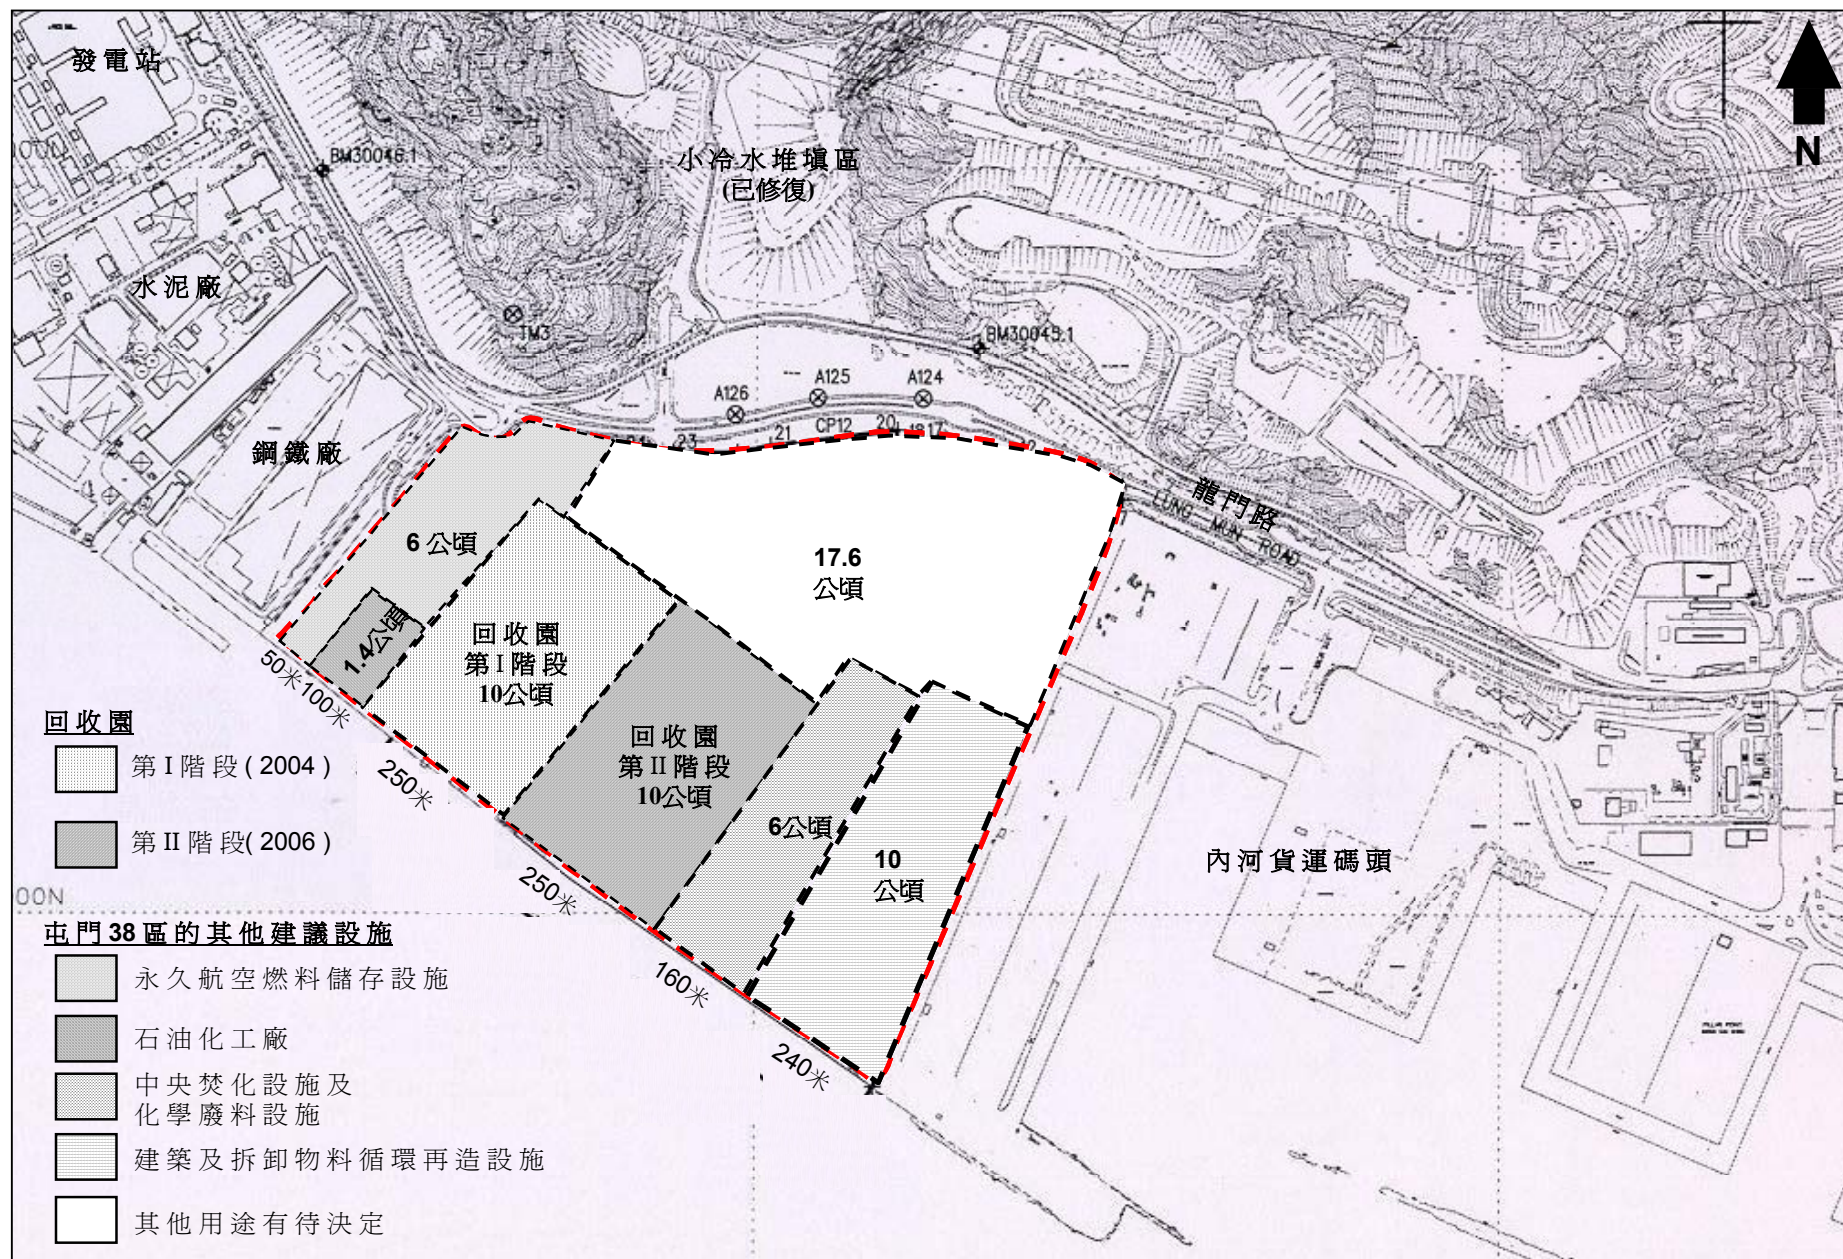 發電站
N
BM30046.1
小冷水堆填區
(已修復)
水泥廠
TM3
BM30045.1
A126
A125
A124
23
21
CP12
20
鋼鐵廠
龍門路
LUNG MUN ROAD
6 公頃
17.6
公頃
1.4公頃
回收園
第 I 階段
10公頃
回收園
第 II 階段
10公頃
6公頃
10
公頃
內河貨運碼頭
50米
100米
250米
250米
160米
240米
回收園
第 I 階段 ( 2004 )
第 II 階段( 2006 )
00N
屯門 38 區的其他建議設施
永久航空燃料儲存設施
石油化工廠
中央焚化設施及
化學廢料設施
建築及拆卸物料循環再造設施
其他用途有待決定